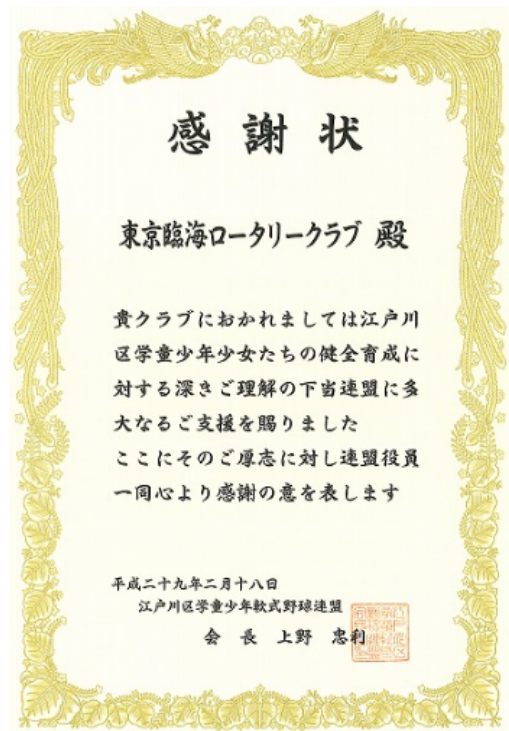 感謝状
東京臨海ロータリークラブ 殿
貴クラブにおかれましては江戸川
区学童少年少女たちの健全育成に
対する深きご理解の下当連盟に多
大なるご支援を賜りました
ここにそのご厚志に対し連盟役員
一同心より感謝の意を表します
平成二十九年二月十八日
江戸川区学童少年軟式野球連盟
会長 上野 忠利